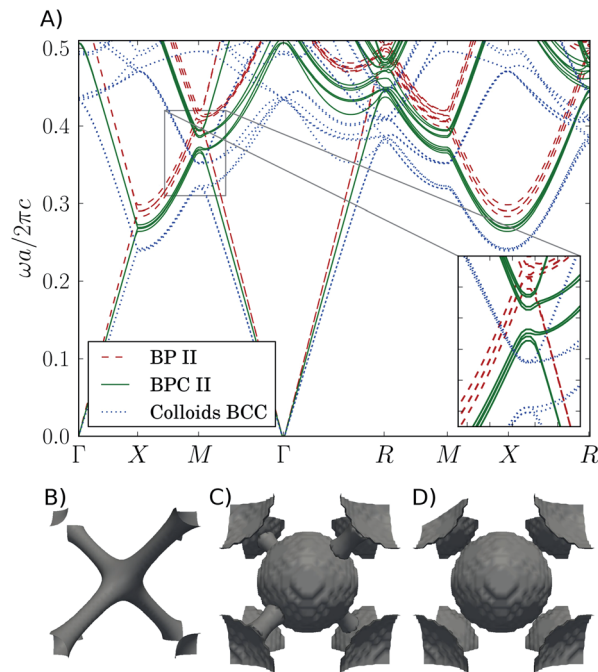 A)
0.5
0.4
0.3
0.2
0.1
0.0
ωa/2πc
BP II
BPC II
Colloids BCC
Γ X M Γ R M X R
B) C) D)